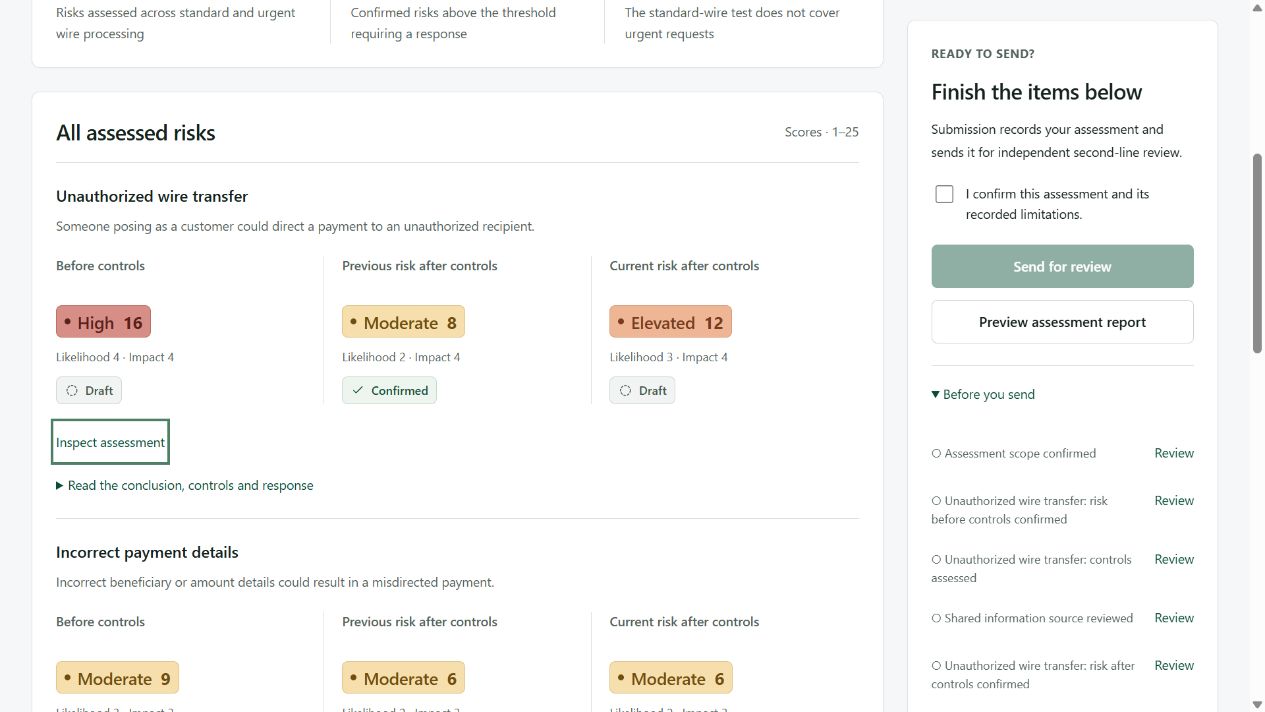 Risks assessed across standard and urgent
wire processing
Confirmed risks above the threshold
requiring a response
The standard-wire test does not cover
urgent requests
All assessed risks
Scores · 1–25
Unauthorized wire transfer
Someone posing as a customer could direct a payment to an unauthorized recipient.
Before controls
Previous risk after controls
Current risk after controls
• High 16
• Moderate 8
• Elevated 12
Likelihood 4 · Impact 4
Likelihood 2 · Impact 4
Likelihood 3 · Impact 4
Draft
Confirmed
Draft
Inspect assessment
Read the conclusion, controls and response
Incorrect payment details
Incorrect beneficiary or amount details could result in a misdirected payment.
Before controls
Previous risk after controls
Current risk after controls
• Moderate 9
• Moderate 6
• Moderate 6
READY TO SEND?
Finish the items below
Submission records your assessment and
sends it for independent second-line review.
I confirm this assessment and its
recorded limitations.
Send for review
Preview assessment report
Before you send
Assessment scope confirmed
Review
Unauthorized wire transfer: risk
before controls confirmed
Review
Unauthorized wire transfer: controls
assessed
Review
Shared information source reviewed
Review
Unauthorized wire transfer: risk after
controls confirmed
Review